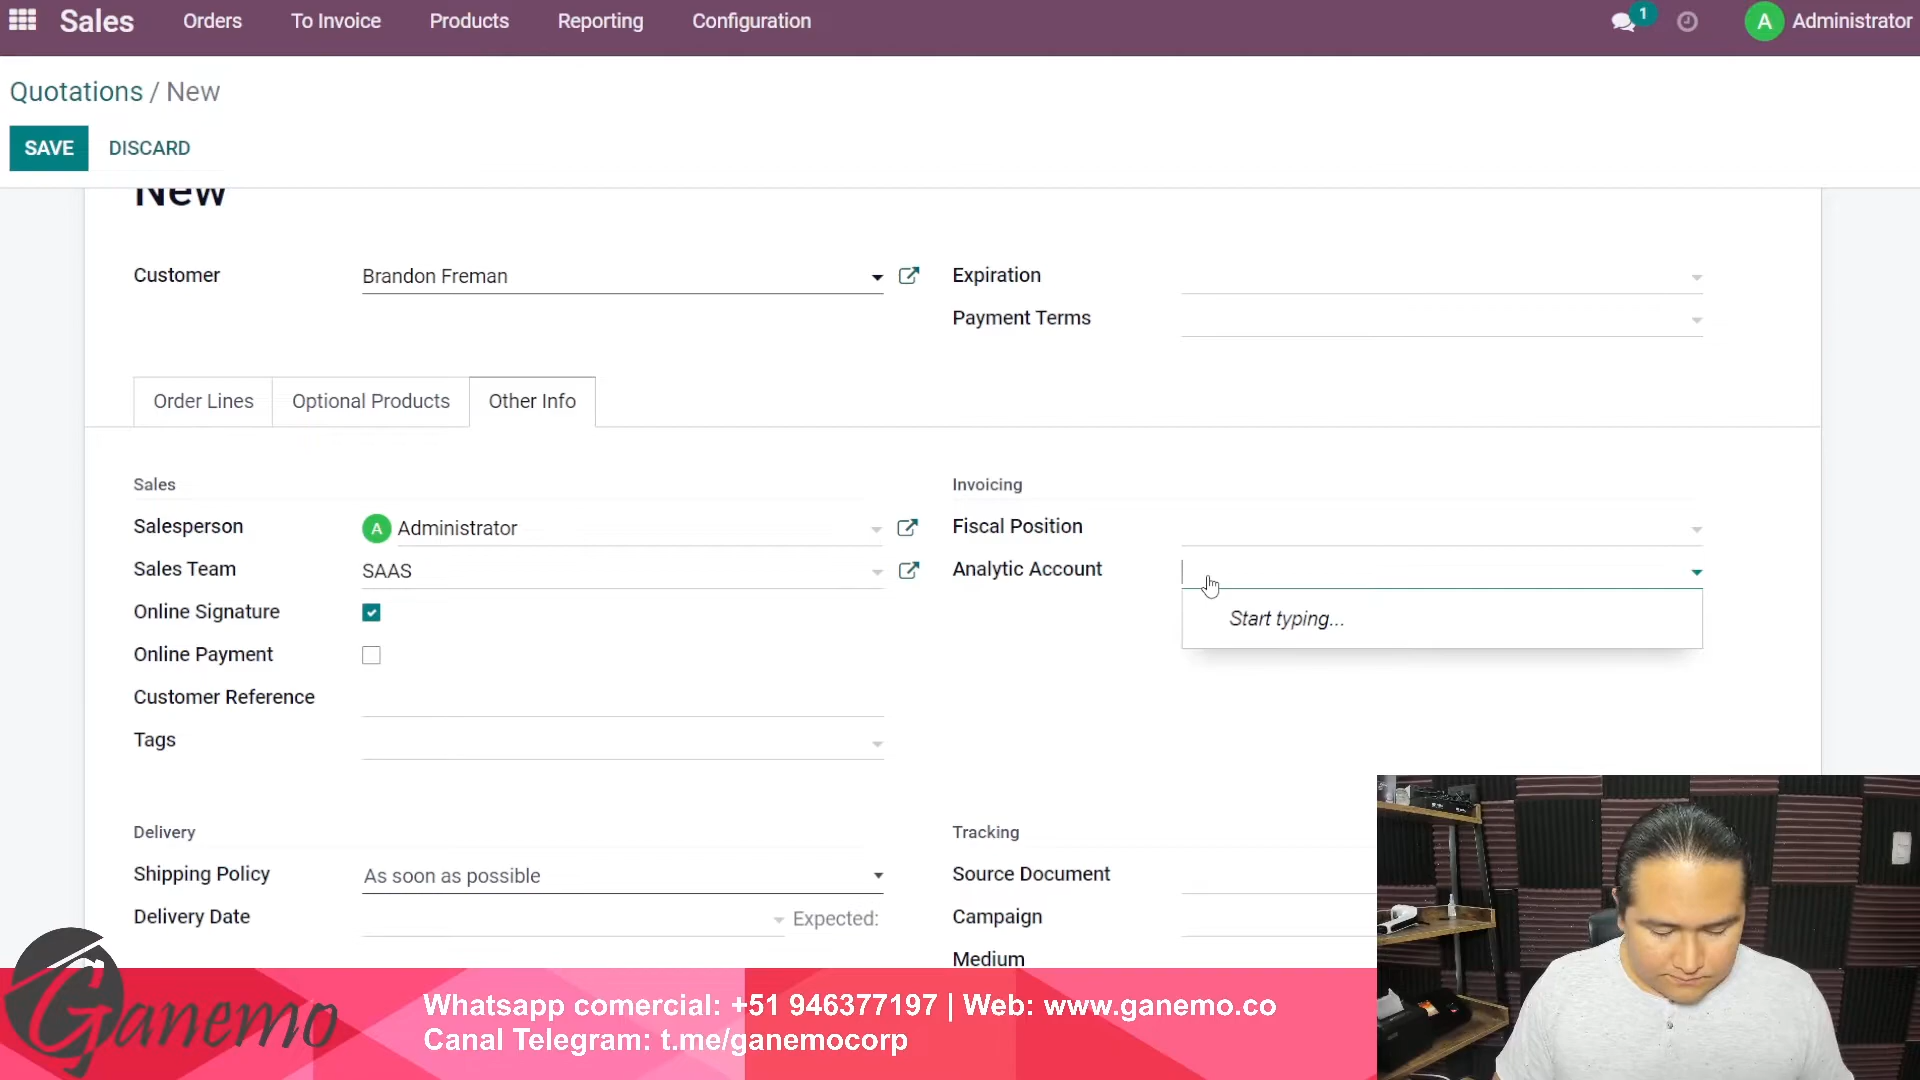 Sales Orders To Invoice Products Reporting Configuration 1 A Administrator
Quotations / New
SAVE DISCARD
New
Customer Brandon Freman Expiration
Payment Terms
Order Lines Optional Products Other Info
Sales Invoicing
Salesperson A Administrator Fiscal Position
Sales Team SAAS Analytic Account
Online Signature Start typing...
Online Payment
Customer Reference
Tags
Delivery Tracking
Shipping Policy As soon as possible Source Document
Delivery Date Expected: Campaign
Medium
Ganemo
Whatsapp comercial: +51 946377197 | Web: www.ganemo.co
Canal Telegram: t.me/ganemocorp